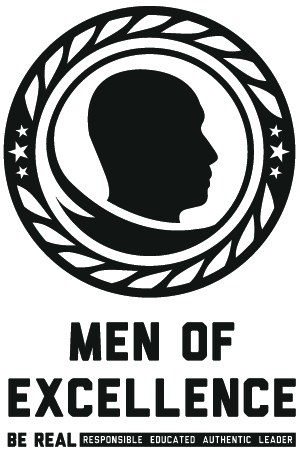 MEN OF
EXCELLENCE
BE REAL RESPONSIBLE EDUCATED AUTHENTIC LEADER